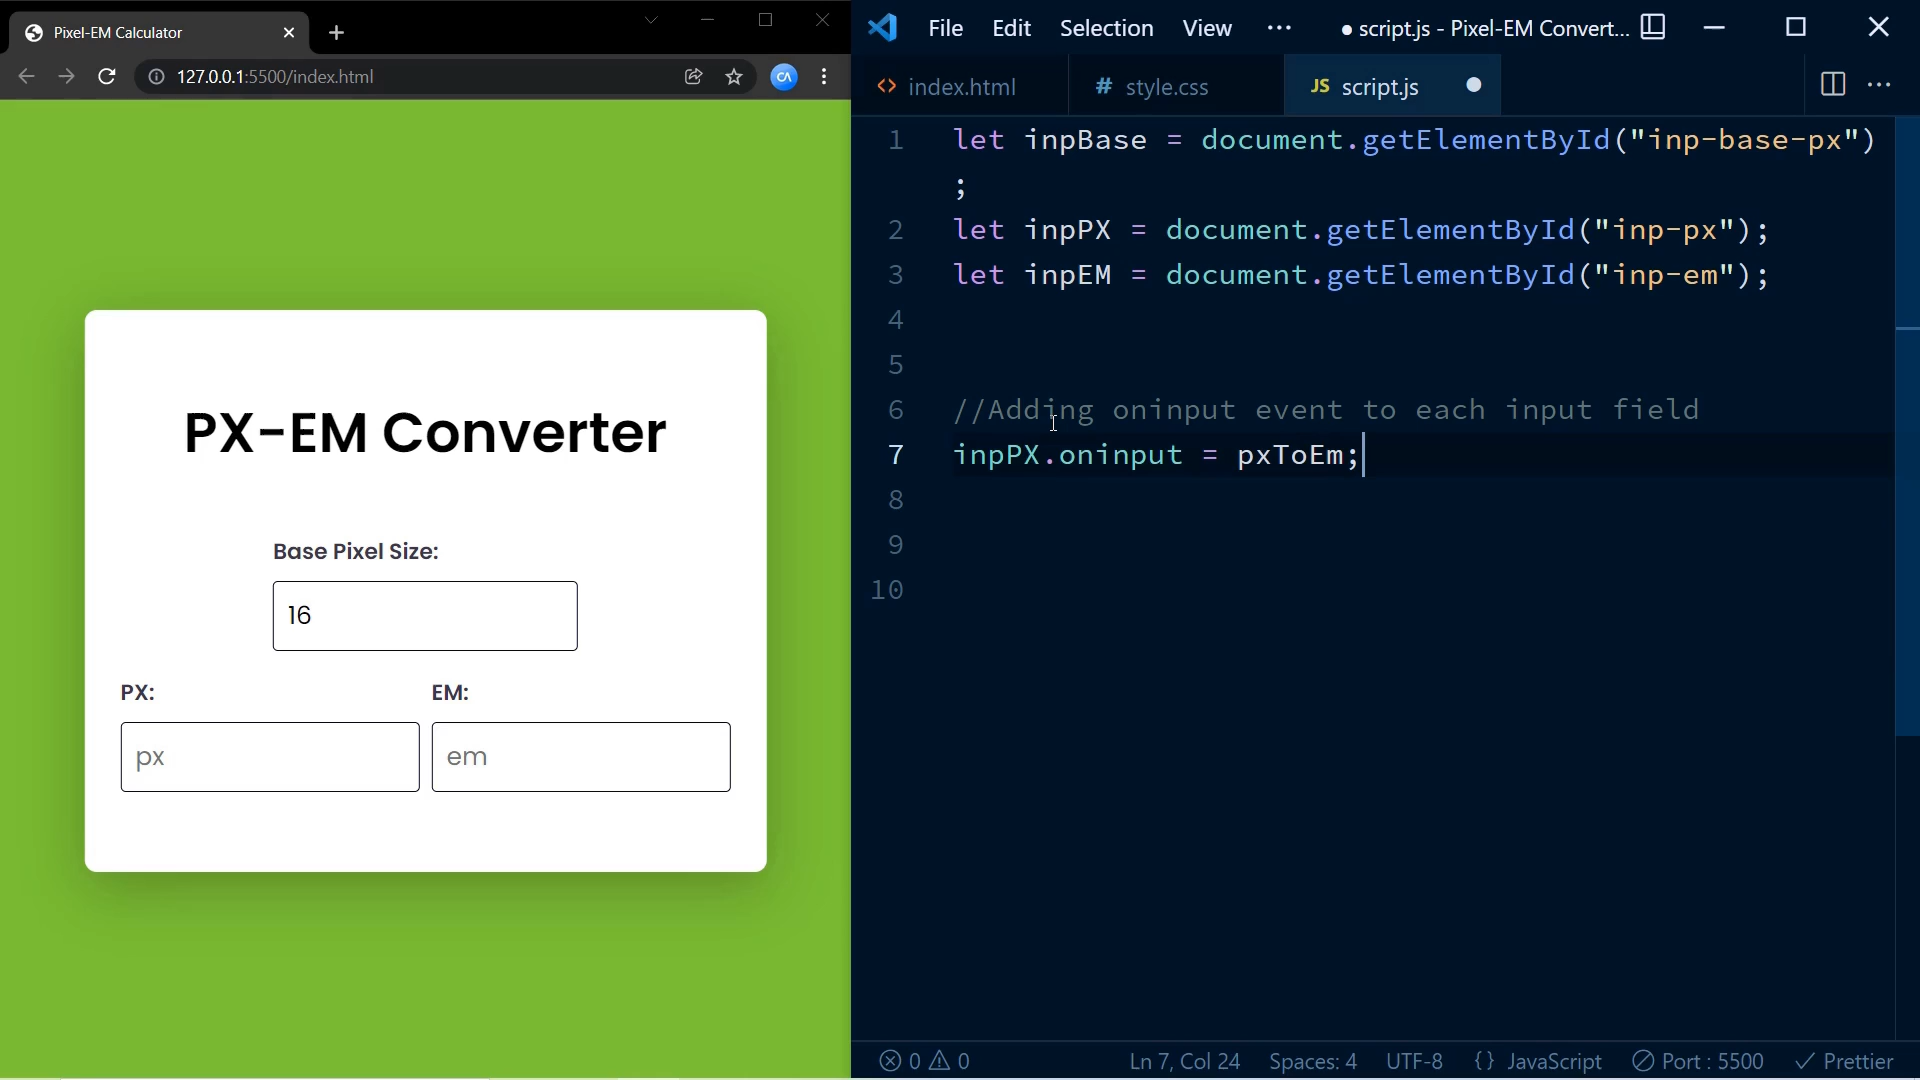 Pixel-EM Calculator
127.0.0.1:5500/index.html
PX-EM Converter
Base Pixel Size:
16
PX:
EM:
px
em
File Edit Selection View ··· ● script.js - Pixel-EM Convert...
<> index.html
# style.css
JS script.js ●
1 let inpBase = document.getElementById("inp-base-px")
;
2 let inpPX = document.getElementById("inp-px");
3 let inpEM = document.getElementById("inp-em");
4
5
6 //Adding oninput event to each input field
7 inpPX.oninput = pxToEm;
8
9
10
0 0 Ln 7, Col 24 Spaces: 4 UTF-8 {} JavaScript Port : 5500 ✓ Prettier